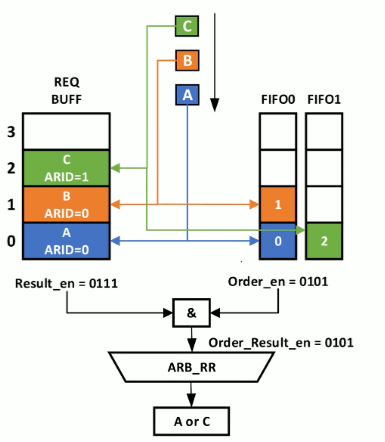 C
B
A
REQ
BUFF
FIFO0
FIFO1
3
2
C
ARID=1
1
B
ARID=0
1
0
A
ARID=0
0
2
Result_en = 0111
Order_en = 0101
&
Order_Result_en = 0101
ARB_RR
A or C